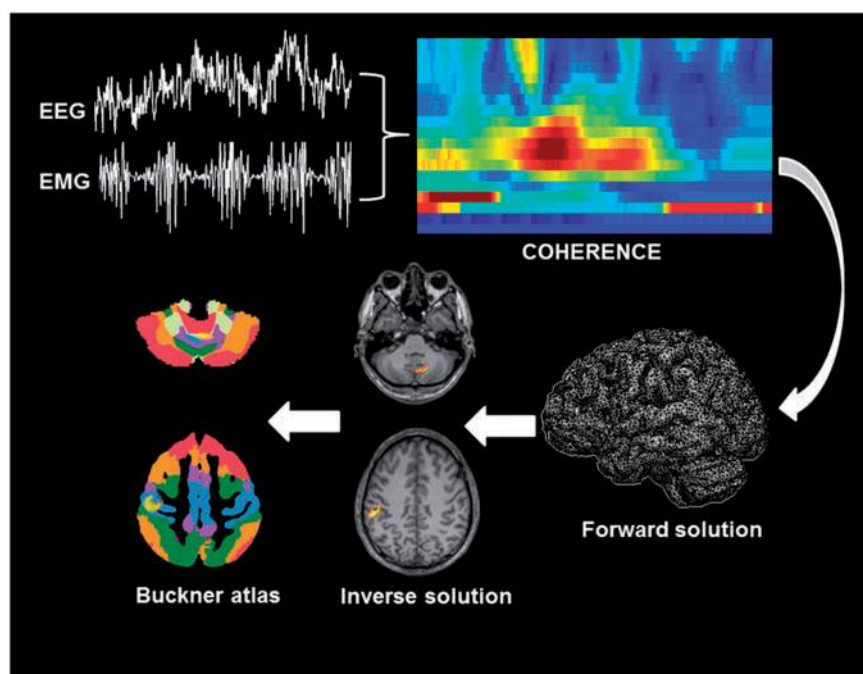 EEG
EMG
COHERENCE
Forward solution
Buckner atlas
Inverse solution